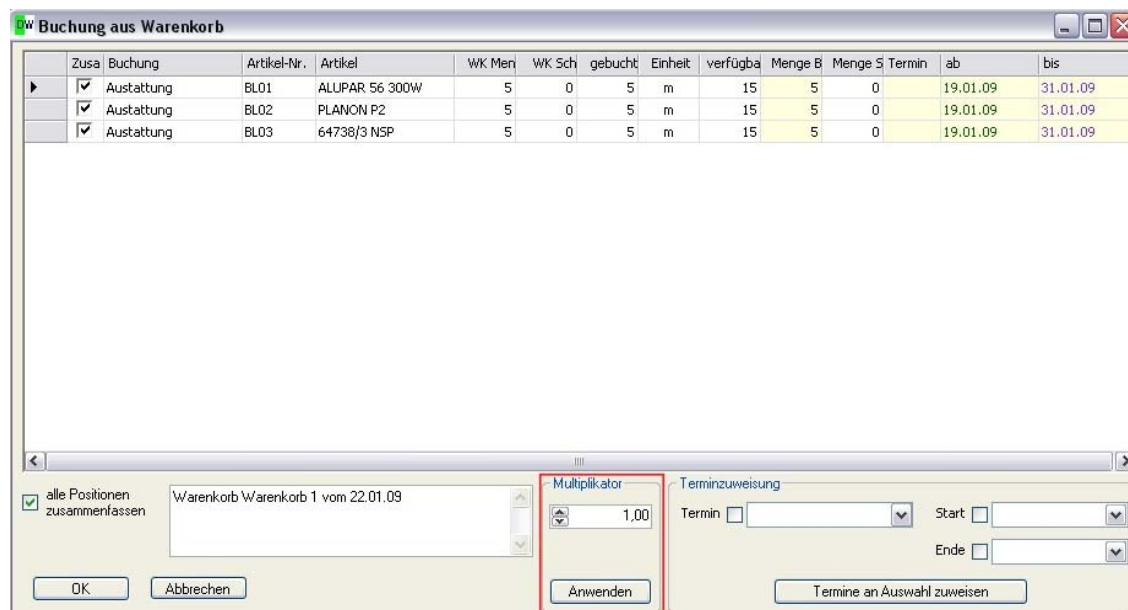 DW Buchung aus Warenkorb
Zusa Buchung Artikel-Nr. Artikel WK Men WK Sch gebucht Einheit verfügba Menge B Menge S Termin ab bis
Austattung BL01 ALUPAR 56 300W 5 0 5 m 15 5 0 19.01.09 31.01.09
Austattung BL02 PLANON P2 5 0 5 m 15 5 0 19.01.09 31.01.09
Austattung BL03 64738/3 NSP 5 0 5 m 15 5 0 19.01.09 31.01.09
alle Positionen
zusammenfassen
Warenkorb Warenkorb 1 vom 22.01.09
Multiplikator
1,00
Anwenden
Terminzuweisung
Termin
Start
Ende
OK
Abbrechen
Termine an Auswahl zuweisen